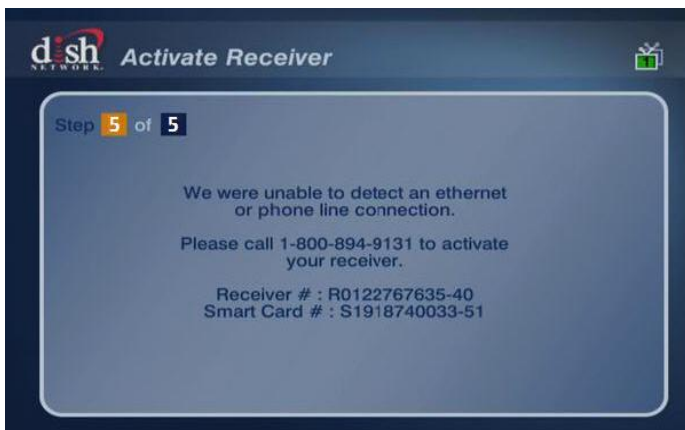 dish
NETWORK.
Activate Receiver
1
Step 5 of 5
We were unable to detect an ethernet
or phone line connection.
Please call 1-800-894-9131 to activate
your receiver.
Receiver # : R0122767635-40
Smart Card # : S1918740033-51